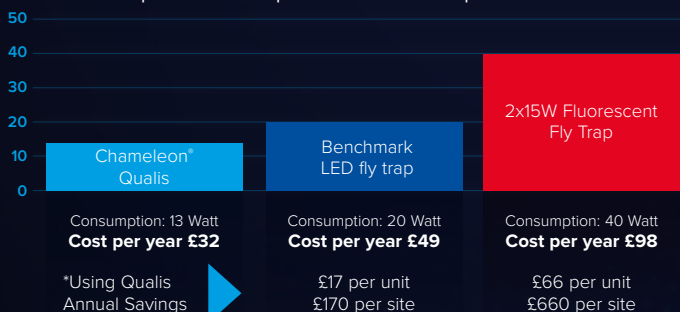 50
40
30
20
10
0
Chameleon®
Qualis
Benchmark
LED fly trap
2x15W Fluorescent
Fly Trap
Consumption: 13 Watt
Cost per year £32
Consumption: 20 Watt
Cost per year £49
Consumption: 40 Watt
Cost per year £98
*Using Qualis
Annual Savings
£17 per unit
£170 per site
£66 per unit
£660 per site